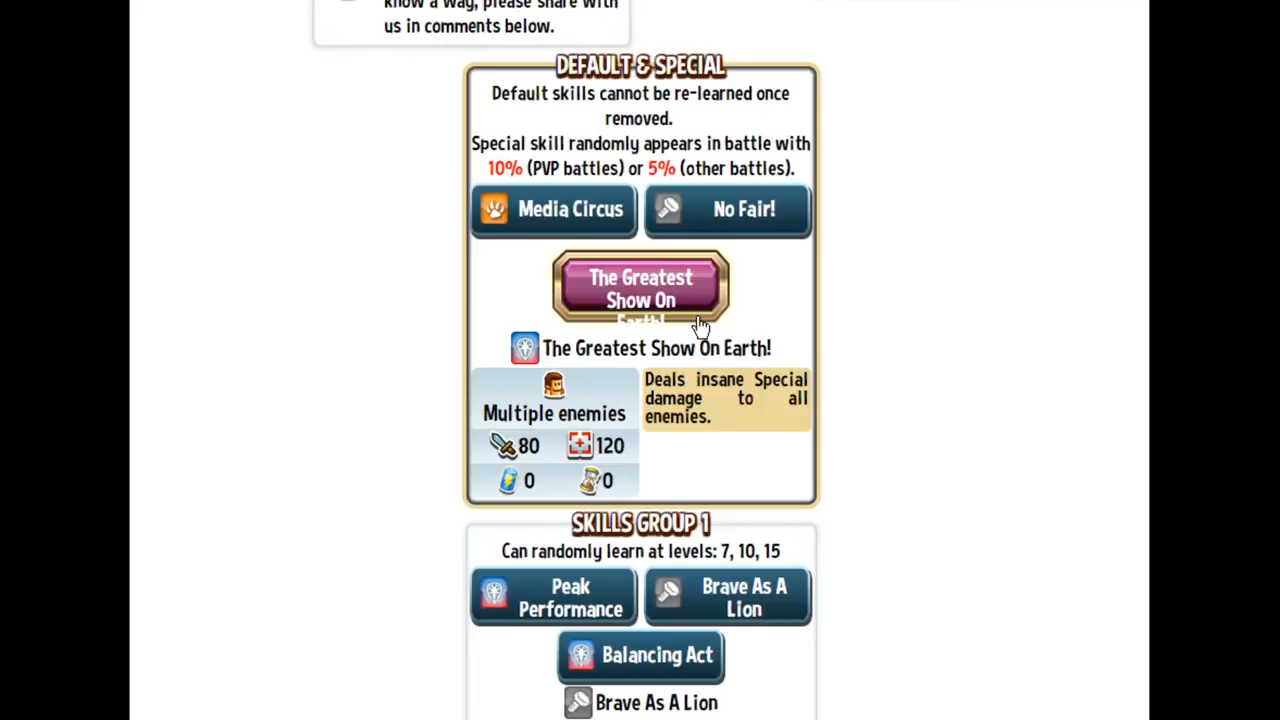 know a way, please share with
us in comments below.
DEFAULT & SPECIAL
Default skills cannot be re-learned once
removed.
Special skill randomly appears in battle with
10% (PVP battles) or 5% (other battles).
Media Circus
No Fair!
The Greatest
Show On
Earth!
The Greatest Show On Earth!
Multiple enemies
Deals insane Special
damage to all
enemies.
80
120
0
0
SKILLS GROUP 1
Can randomly learn at levels: 7, 10, 15
Peak
Performance
Brave As A
Lion
Balancing Act
Brave As A Lion